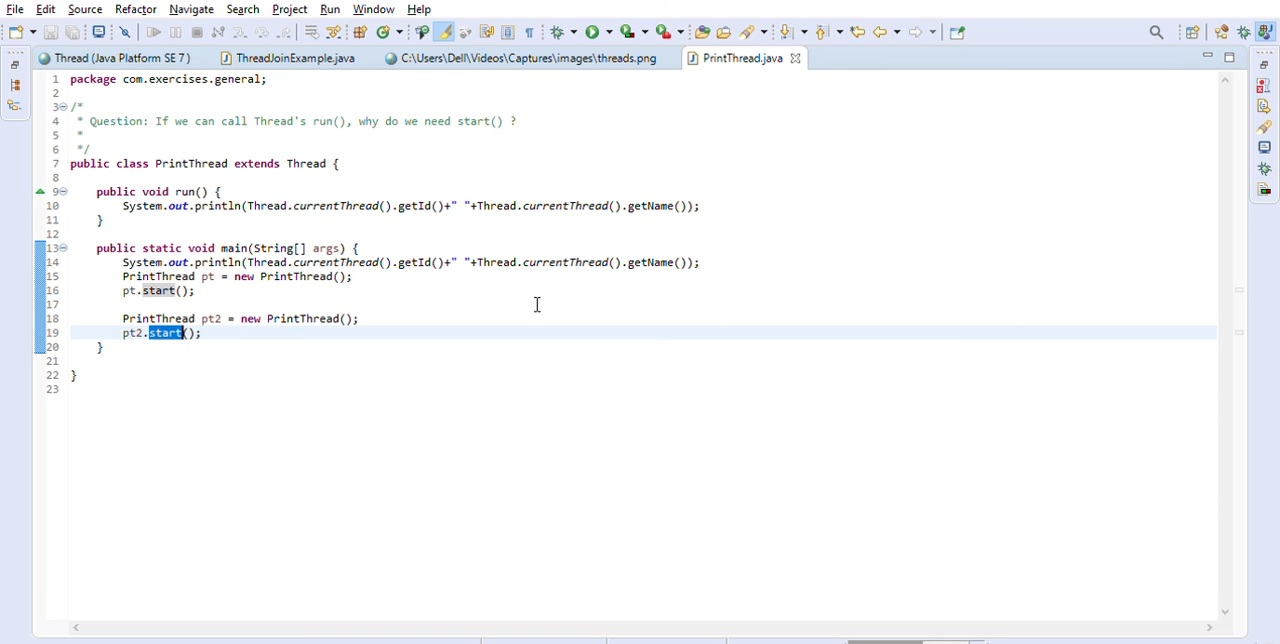 File Edit Source Refactor Navigate Search Project Run Window Help
Thread (Java Platform SE 7) ThreadJoinExample.java C:\Users\Dell\Videos\Captures\images\threads.png PrintThread.java
1 package com.exercises.general;
2
3 /*
4 * Question: If we can call Thread's run(), why do we need start() ?
5 *
6 */
7 public class PrintThread extends Thread {
8
9 public void run() {
10 System.out.println(Thread.currentThread().getId()+" "+Thread.currentThread().getName());
11 }
12
13 public static void main(String[] args) {
14 System.out.println(Thread.currentThread().getId()+" "+Thread.currentThread().getName());
15 PrintThread pt = new PrintThread();
16 pt.start();
17
18 PrintThread pt2 = new PrintThread();
19 pt2.start();
20 }
21
22 }
23